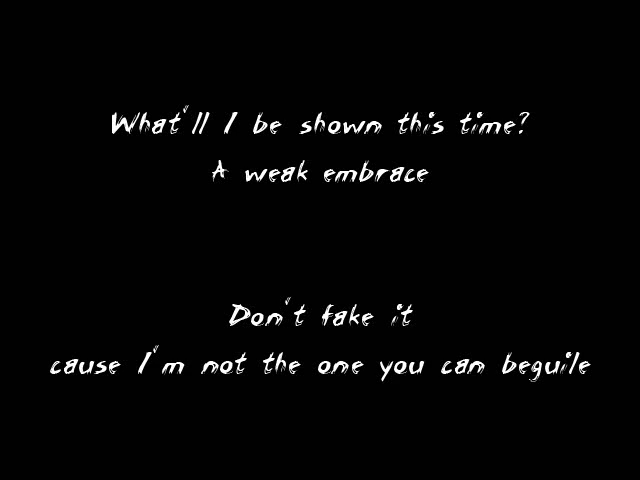 What'll I be shown this time?
A weak embrace
Don't fake it
cause I'm not the one you can beguile